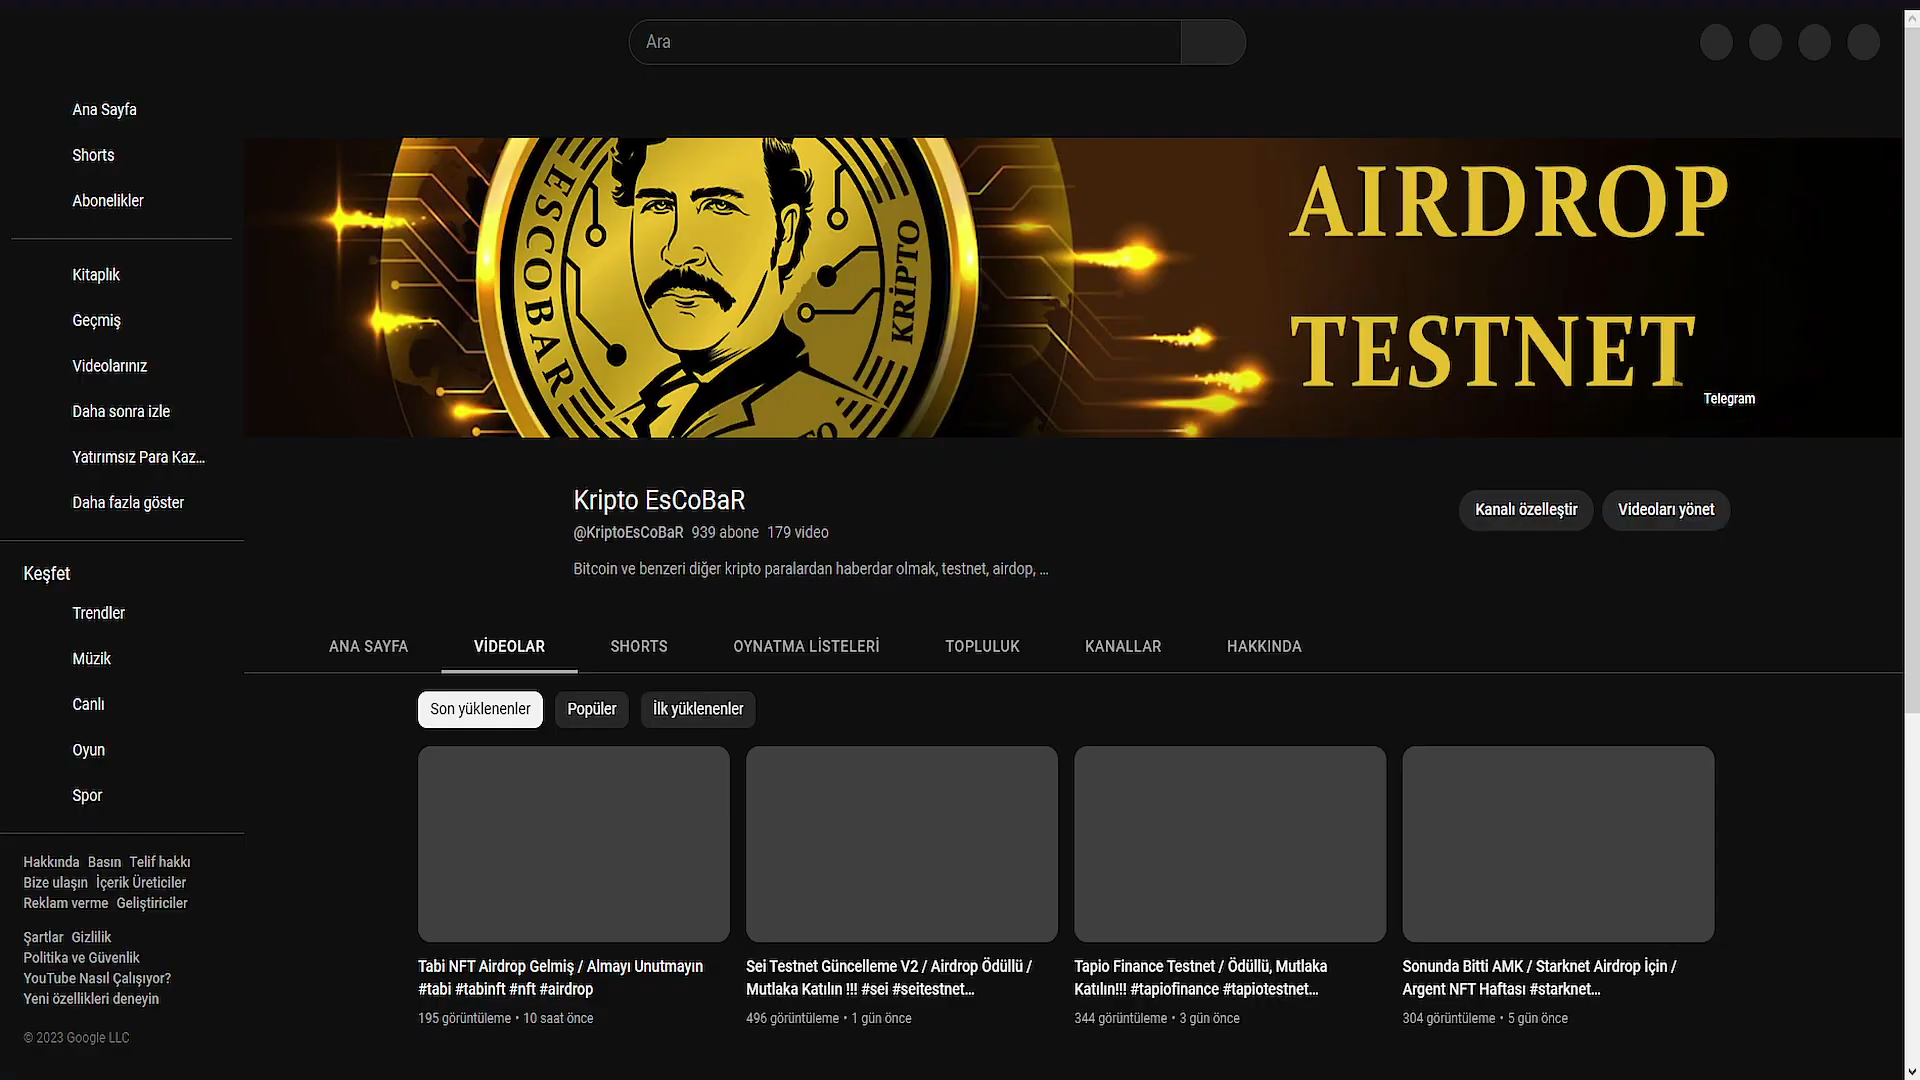 Ara
Ana Sayfa
Shorts
Abonelikler
Kitaplık
Geçmiş
Videolarınız
Daha sonra izle
Yatırımsız Para Kaz...
Daha fazla göster
Keşfet
Trendler
Müzik
Canlı
Oyun
Spor
Hakkında Basın Telif hakkı
Bize ulaşın İçerik Üreticiler
Reklam verme Geliştiriciler
Şartlar Gizlilik
Politika ve Güvenlik
YouTube Nasıl Çalışıyor?
Yeni özellikleri deneyin
© 2023 Google LLC
ESCOBAR
KRİPTO
AIRDROP
TESTNET
Telegram
Kripto EsCoBaR
@KriptoEsCoBaR 939 abone 179 video
Bitcoin ve benzeri diğer kripto paralardan haberdar olmak, testnet, airdop, ...
Kanalı özelleştir
Videoları yönet
ANA SAYFA VİDEOLAR SHORTS OYNATMA LİSTELERİ TOPLULUK KANALLAR HAKKINDA
Son yüklenenler Popüler İlk yüklenenler
Tabi NFT Airdrop Gelmiş / Almayı Unutmayın
#tabi #tabinft #nft #airdrop
195 görüntüleme • 10 saat önce
Sei Testnet Güncelleme V2 / Airdrop Ödüllü /
Mutlaka Katılın !!! #sei #seitestnet...
496 görüntüleme • 1 gün önce
Tapio Finance Testnet / Ödüllü, Mutlaka
Katılın!!! #tapiofinance #tapiotestnet...
344 görüntüleme • 3 gün önce
Sonunda Bitti AMK / Starknet Airdrop İçin /
Argent NFT Haftası #starknet...
304 görüntüleme • 5 gün önce